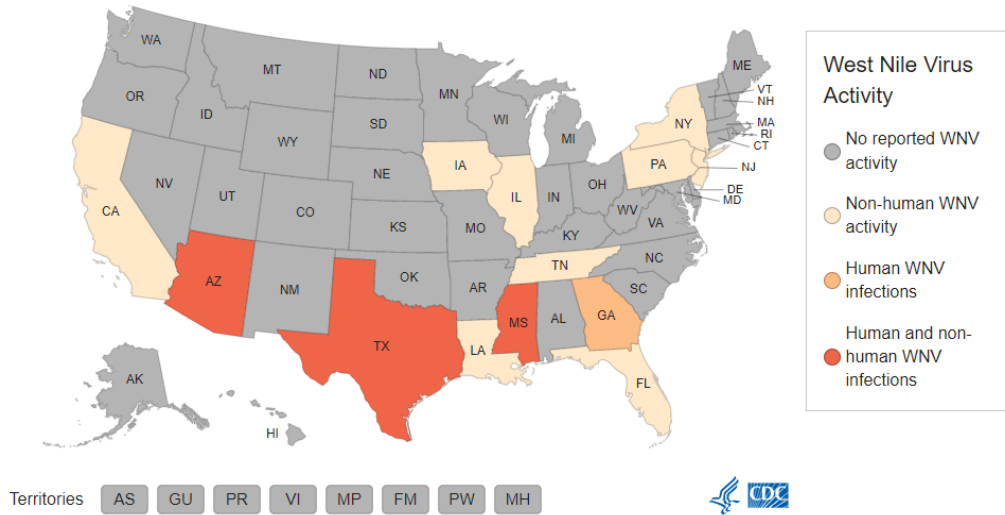 WA
MT
ND
MN
ME
VT
NH
OR
ID
SD
WI
MI
NY
MA
RI
CT
WY
IA
PA
NJ
NE
NV
UT
CO
IL
IN
OH
DE
MD
CA
KS
MO
WV
VA
KY
AZ
NM
OK
AR
TN
NC
SC
TX
LA
MS
AL
GA
FL
AK
HI
West Nile Virus
Activity
No reported WNV
activity
Non-human WNV
activity
Human WNV
infections
Human and non-
human WNV
infections
Territories AS GU PR VI MP FM PW MH
CDC